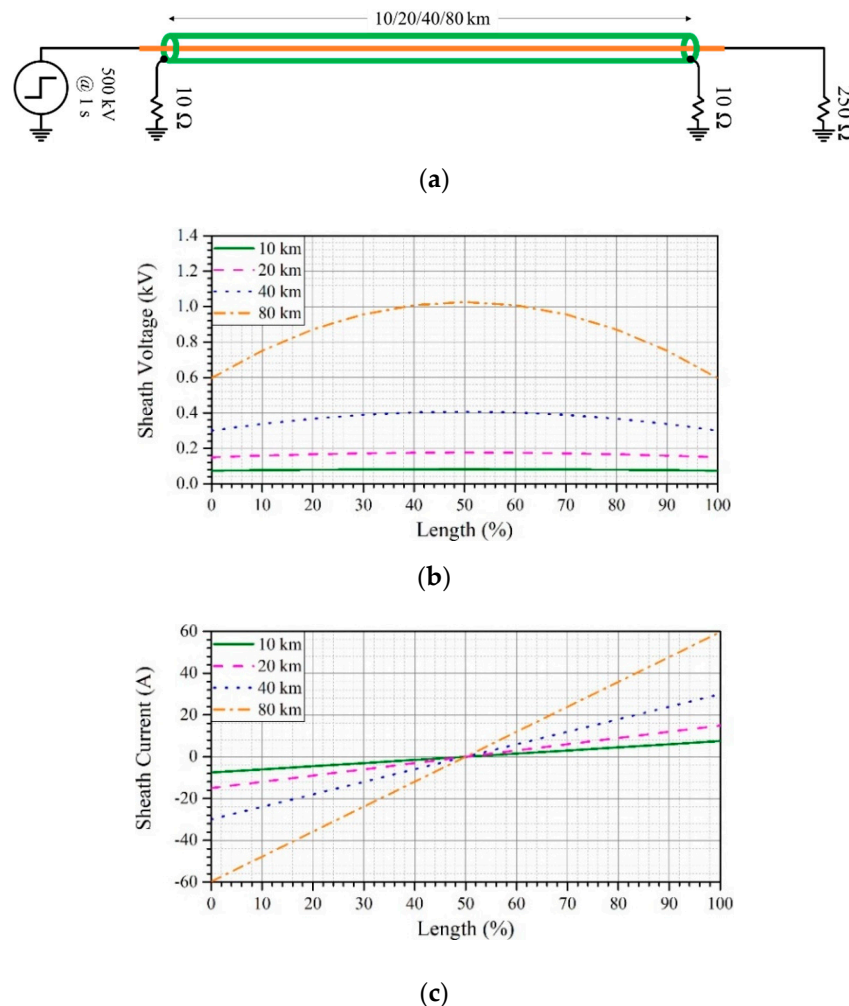 10/20/40/80 km
500 kV
@ 1 s
10 Ω
10 Ω
250 Ω
(a)
1.4
1.2
1.0
0.8
0.6
0.4
0.2
0.0
Sheath Voltage (kV)
10 km
20 km
40 km
80 km
0 10 20 30 40 50 60 70 80 90 100
Length (%)
(b)
60
40
20
0
-20
-40
-60
Sheath Current (A)
10 km
20 km
40 km
80 km
0 10 20 30 40 50 60 70 80 90 100
Length (%)
(c)